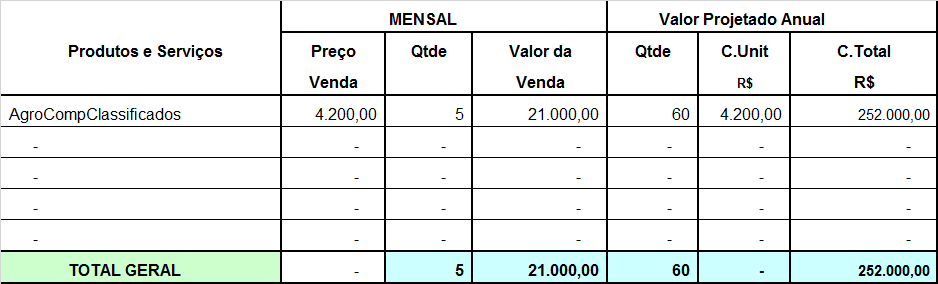 MENSAL Valor Projetado Anual
Produtos e Serviços Preço Qtde Valor da Qtde C.Unit C.Total
Venda Venda R$ R$
AgroCompClassificados 4.200,00 5 21.000,00 60 4.200,00 252.000,00
- - - - - - -
- - - - - - -
- - - - - - -
- - - - - - -
TOTAL GERAL - 5 21.000,00 60 - 252.000,00